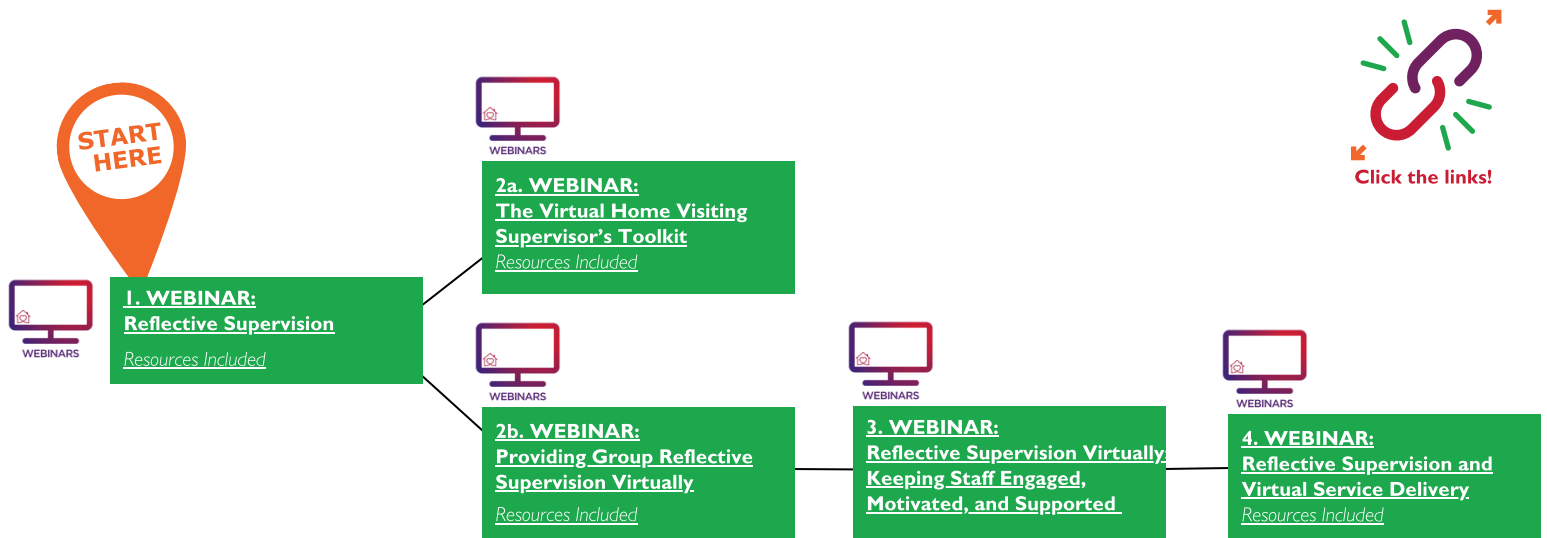 START
HERE
WEBINARS
1. WEBINAR:
Reflective Supervision
Resources Included
WEBINARS
2a. WEBINAR:
The Virtual Home Visiting
Supervisor’s Toolkit
Resources Included
WEBINARS
2b. WEBINAR:
Providing Group Reflective
Supervision Virtually
Resources Included
WEBINARS
3. WEBINAR:
Reflective Supervision Virtually:
Keeping Staff Engaged,
Motivated, and Supported
WEBINARS
4. WEBINAR:
Reflective Supervision and
Virtual Service Delivery
Resources Included
Click the links!